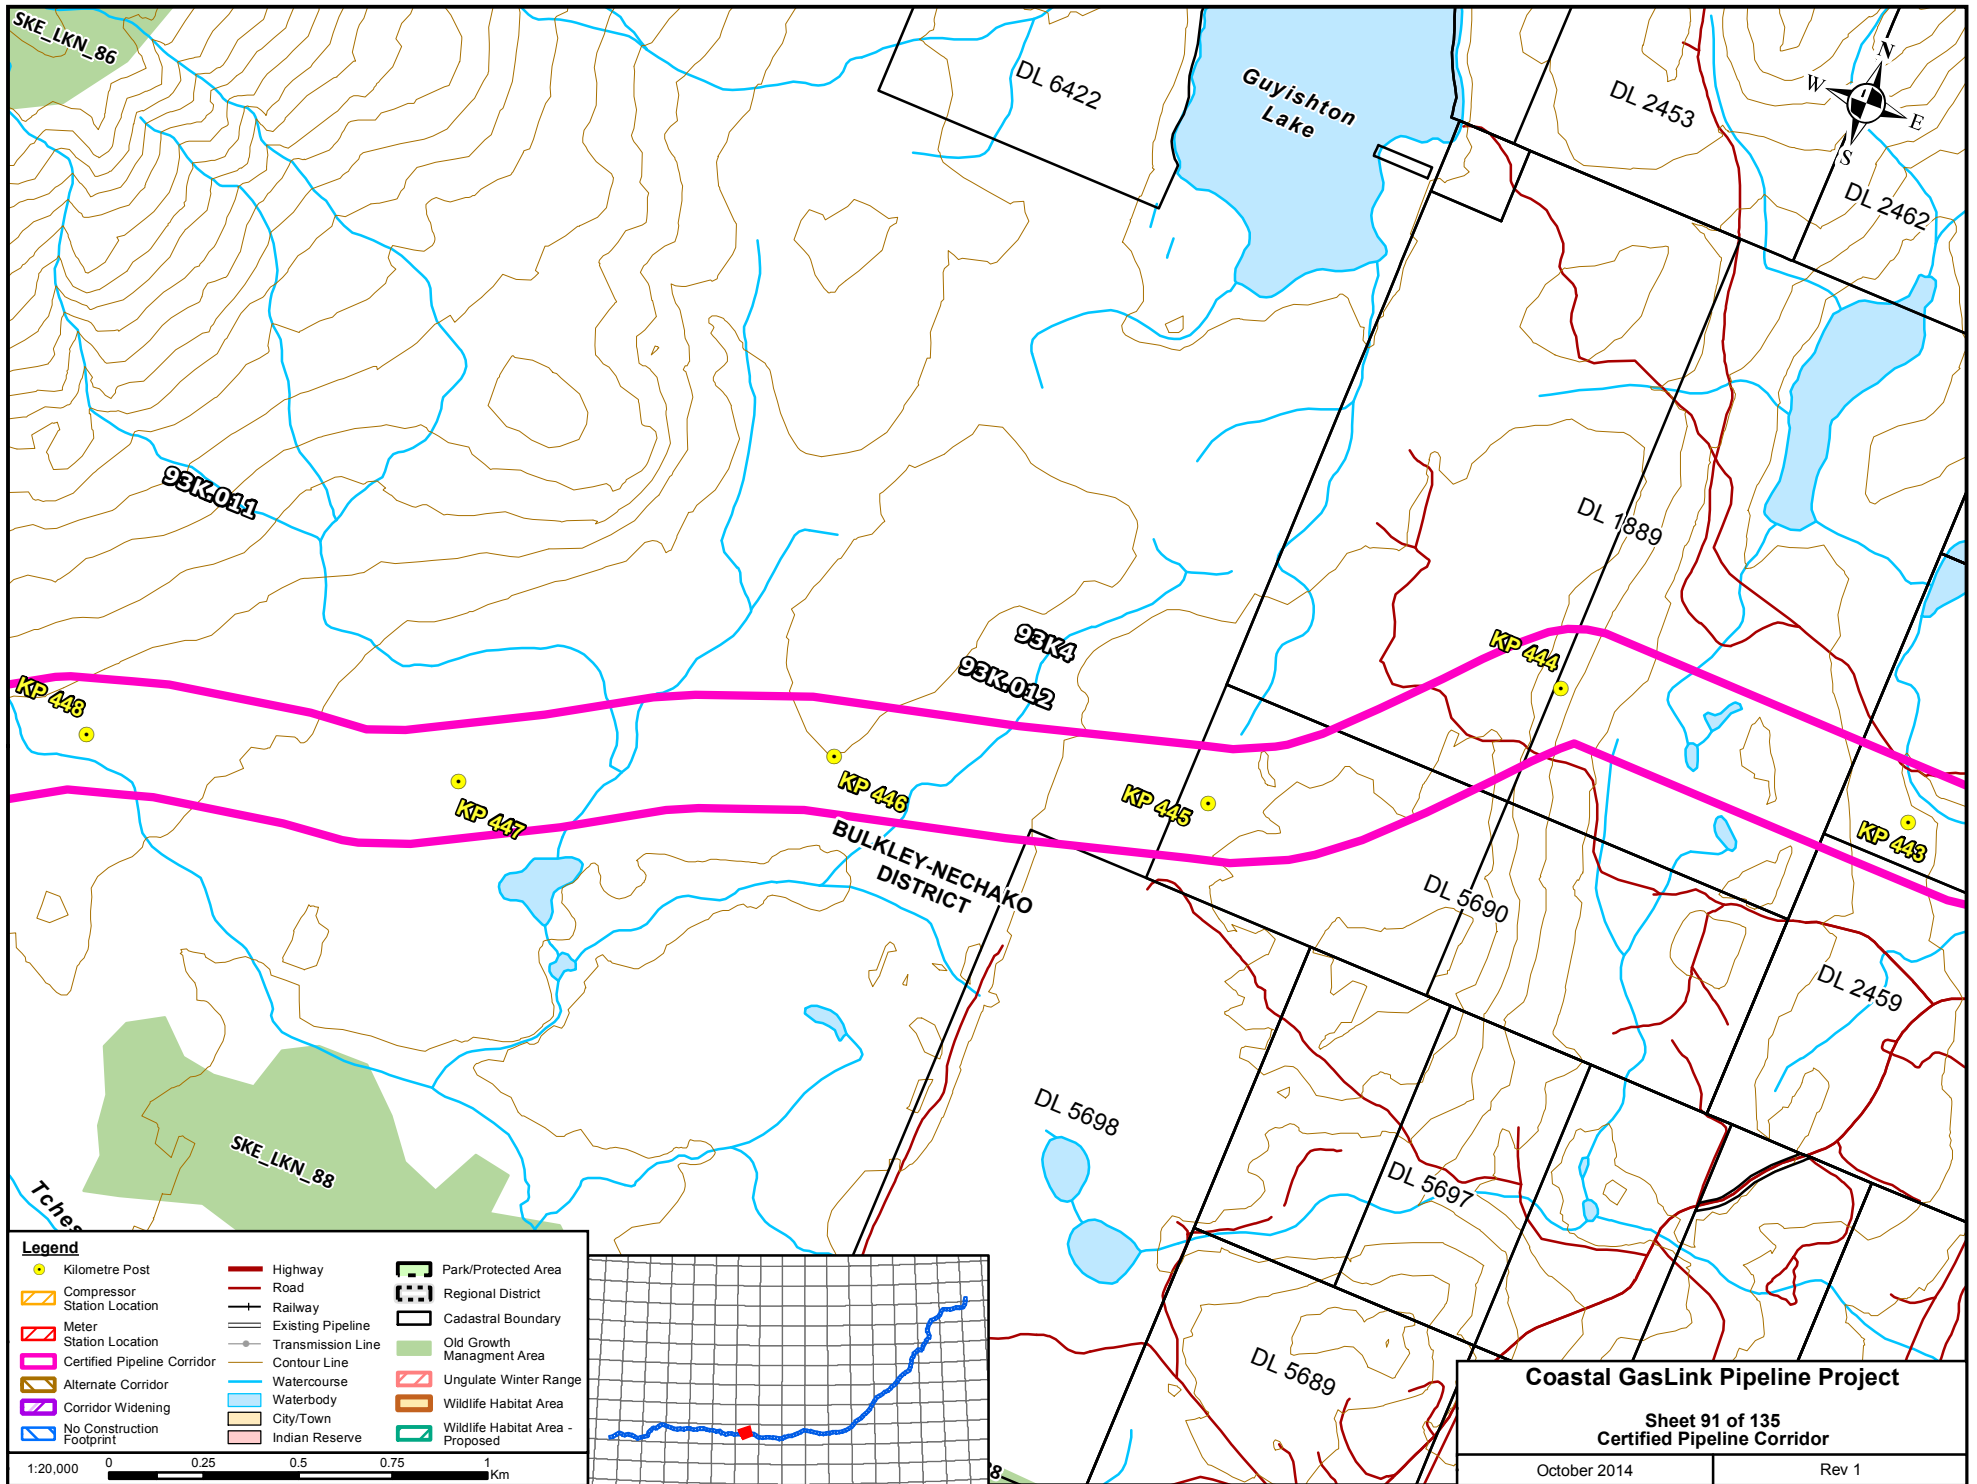 SKE_LKN_86
DL 6422
Guyishton
Lake
DL 2453
N
W
E
S
DL 2462
93K.011
DL 1889
93K4
93K.012
KP 444
KP 448
KP 446
KP 447
KP 445
KP 443
BULKLEY-NECHAKO
DISTRICT
DL 5690
DL 2459
DL 5698
SKE_LKN_88
DL 5697
Tches
DL 5689
Legend
Kilometre Post
Compressor
Station Location
Meter
Station Location
Certified Pipeline Corridor
Alternate Corridor
Corridor Widening
No Construction
Footprint
Highway
Road
Railway
Existing Pipeline
Transmission Line
Contour Line
Watercourse
Waterbody
City/Town
Indian Reserve
Park/Protected Area
Regional District
Cadastral Boundary
Old Growth
Managment Area
Ungulate Winter Range
Wildlife Habitat Area
Wildlife Habitat Area -
Proposed
1:20,000
0 0.25 0.5 0.75 1
Km
Coastal GasLink Pipeline Project
Sheet 91 of 135
Certified Pipeline Corridor
October 2014
Rev 1